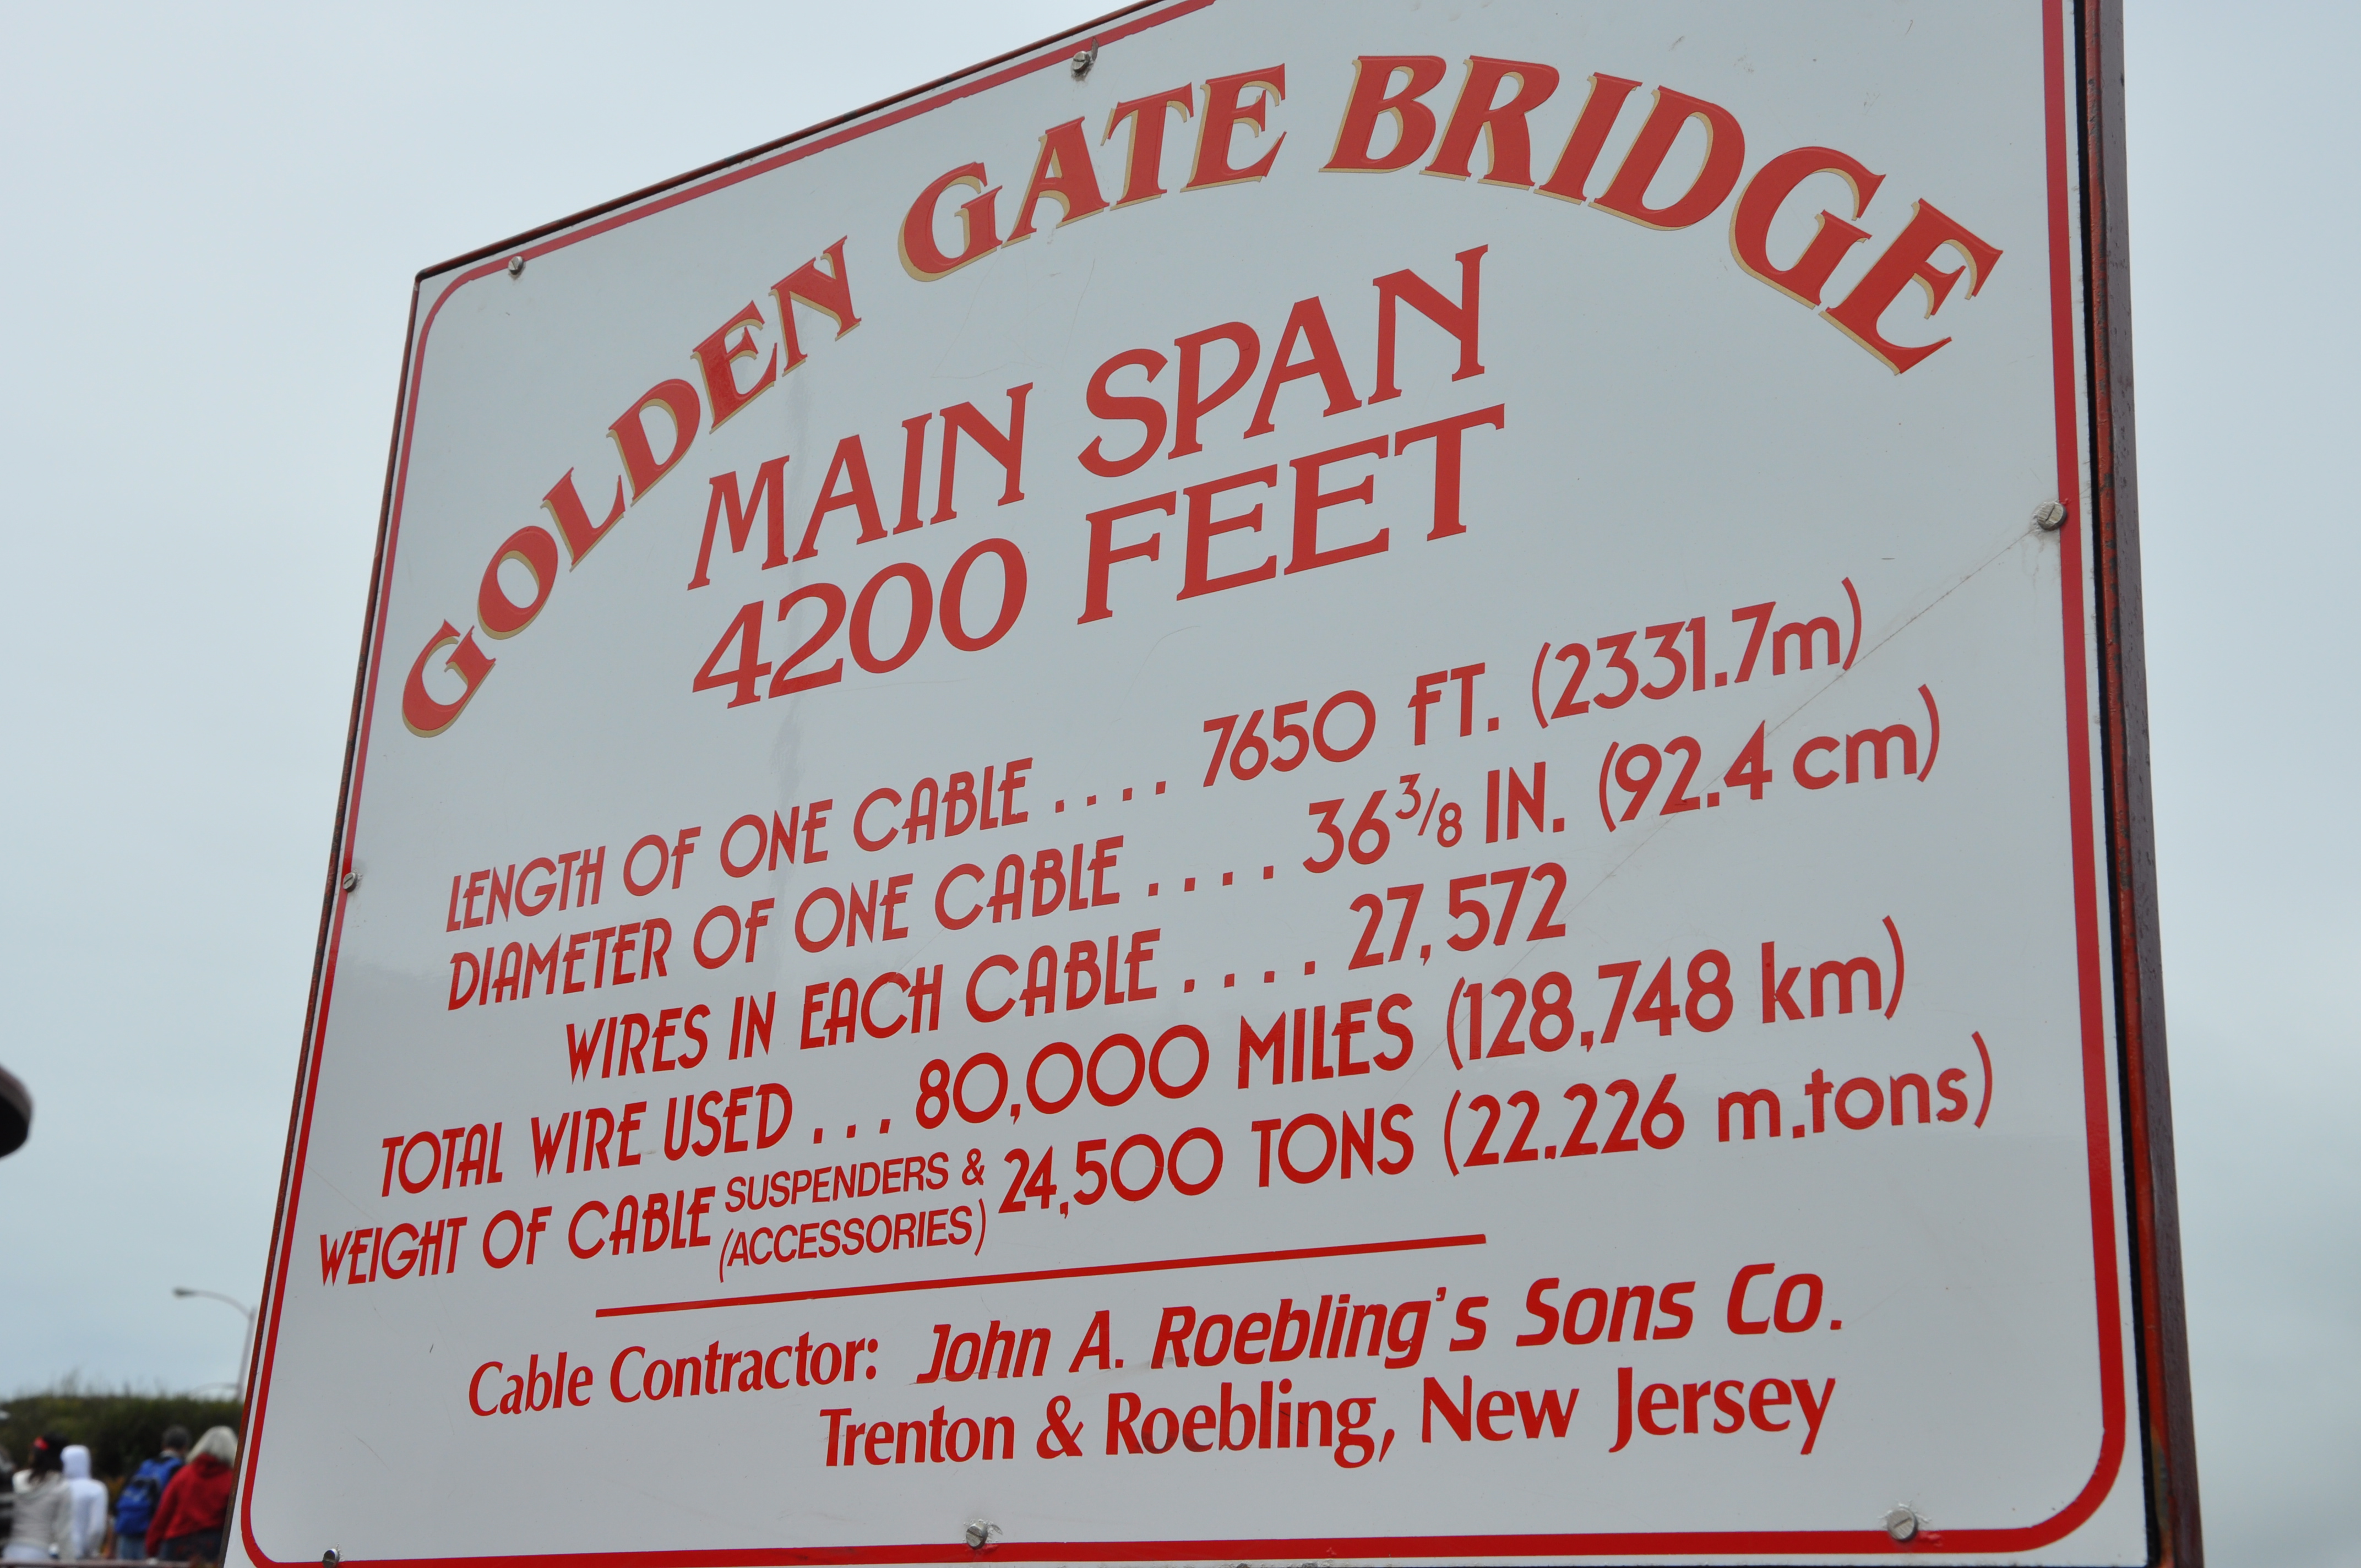 GOLDEN GATE BRIDGE
MAIN SPAN
4200 FEET
LENGTH OF ONE CABLE .... 7650 FT. (2331.7m)
DIAMETER OF ONE CABLE .... 36 3/8 IN. (92.4 cm)
WIRES IN EACH CABLE .... 27,572
TOTAL WIRE USED ... 80,000 MILES (128,748 km)
WEIGHT OF CABLE SUSPENDERS & (ACCESSORIES) 24,500 TONS (22.226 m.tons)
Cable Contractor: John A. Roebling's Sons Co.
Trenton & Roebling, New Jersey